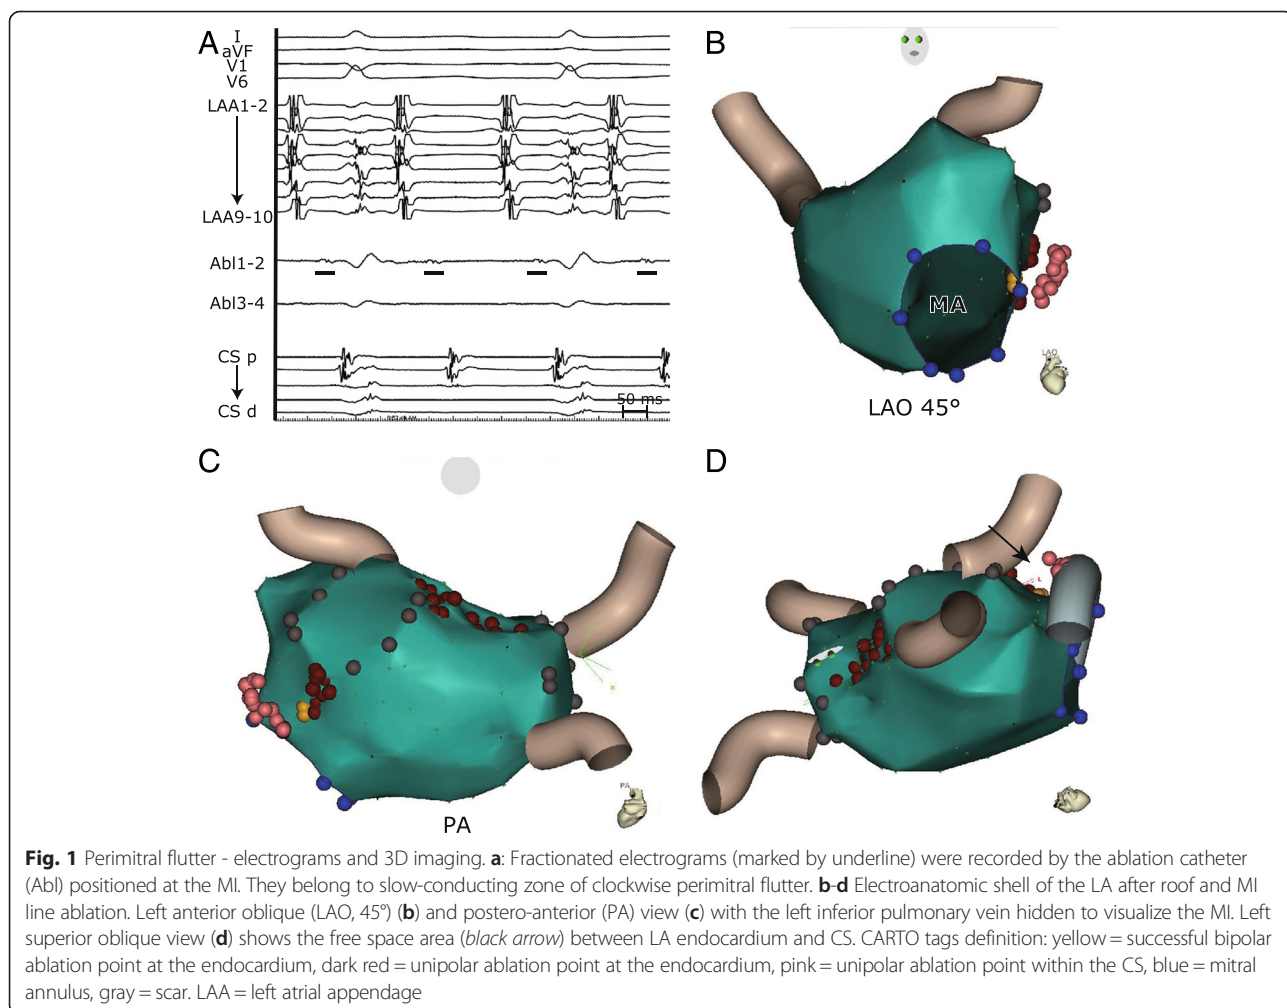 A
I
aVF
V1
V6
LAA1-2
LAA9-10
Abl1-2
Abl3-4
CS p
CS d
50 ms
B
MA
LAO
LAO 45°
C
PA
PA
D
Fig. 1 Perimitral flutter - electrograms and 3D imaging. a: Fractionated electrograms (marked by underline) were recorded by the ablation catheter
(Abl) positioned at the MI. They belong to slow-conducting zone of clockwise perimitral flutter. b-d Electroanatomic shell of the LA after roof and MI
line ablation. Left anterior oblique (LAO, 45°) (b) and postero-anterior (PA) view (c) with the left inferior pulmonary vein hidden to visualize the MI. Left
superior oblique view (d) shows the free space area (black arrow) between LA endocardium and CS. CARTO tags definition: yellow = successful bipolar
ablation point at the endocardium, dark red = unipolar ablation point at the endocardium, pink = unipolar ablation point within the CS, blue = mitral
annulus, gray = scar. LAA = left atrial appendage